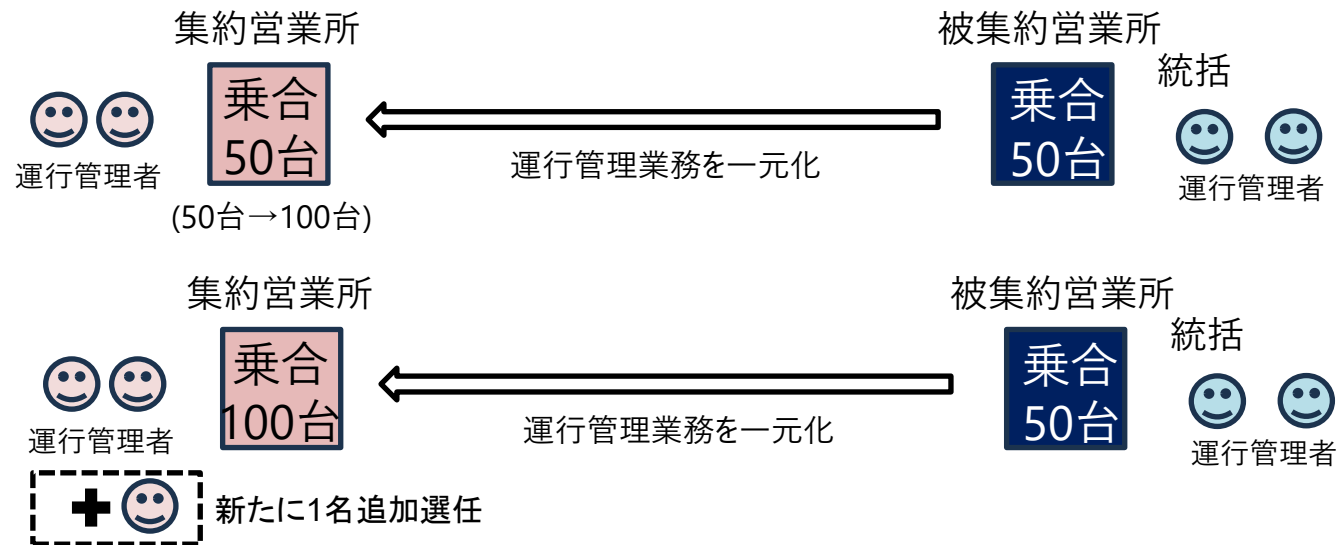 集約営業所
被集約営業所
統括
乗合
50台
乗合
50台
運行管理者
運行管理業務を一元化
運行管理者
(50台→100台)
集約営業所
被集約営業所
統括
乗合
100台
乗合
50台
運行管理者
運行管理業務を一元化
運行管理者
新たに1名追加選任